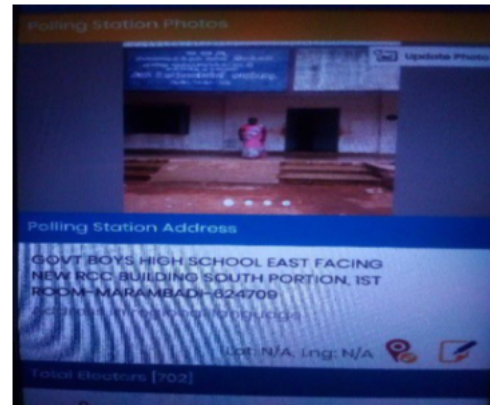 Polling Station Photos
Update Photo
Polling Station Address
GOVT BOYS HIGH SCHOOL EAST FACING
NEW RCC BUILDING SOUTH PORTION, 1ST
ROOM-MARAMBADI-624709
Lat: N/A, Lng: N/A
Total Electors [702]